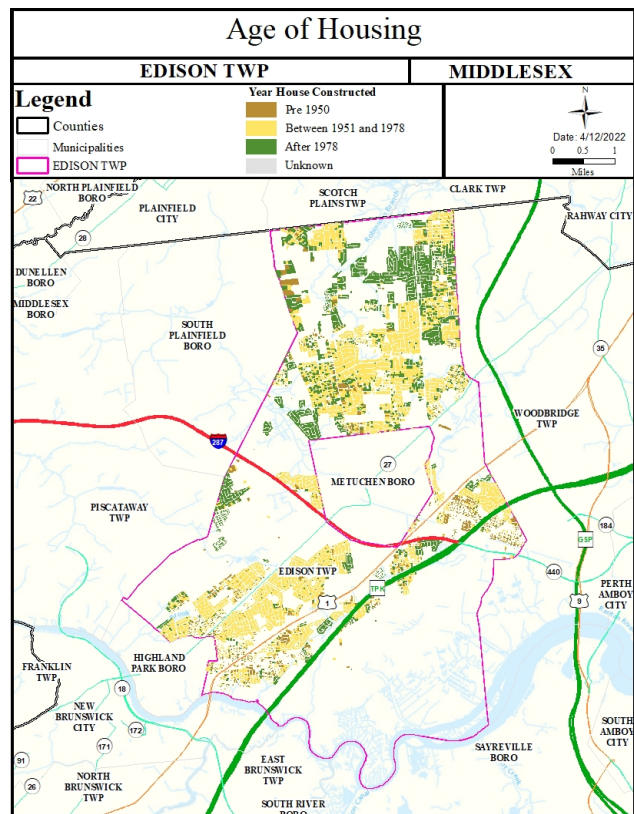 Age of Housing
EDISON TWP
MIDDLESEX
Legend
Counties
Municipalities
EDISON TWP
Year House Constructed
Pre 1950
Between 1951 and 1978
After 1978
Unknown
N
Date: 4/12/2022
0 0.5 1
Miles
22
NORTH PLAINFIELD
BORO
PLAINFIELD
CITY
28
SCOTCH
PLAINS TWP
CLARK TWP
RAHWAY CITY
DUNELLEN
BORO
MIDDLESEX
BORO
SOUTH
PLAINFIELD
BORO
35
WOODBRIDGE
TWP
287
27
METUCHEN BORO
PISCATAWAY
TWP
184
GSP
440
EDISON TWP
TPK
1
9
PERTH
AMBOY
CITY
HIGHLAND
PARK BORO
FRANKLIN
TWP
18
NEW
BRUNSWICK
CITY
172
171
91
26
NORTH
BRUNSWICK
TWP
EAST
BRUNSWICK
TWP
SAYREVILLE
BORO
SOUTH
AMBOY
CITY
SOUTH RIVER
BORO